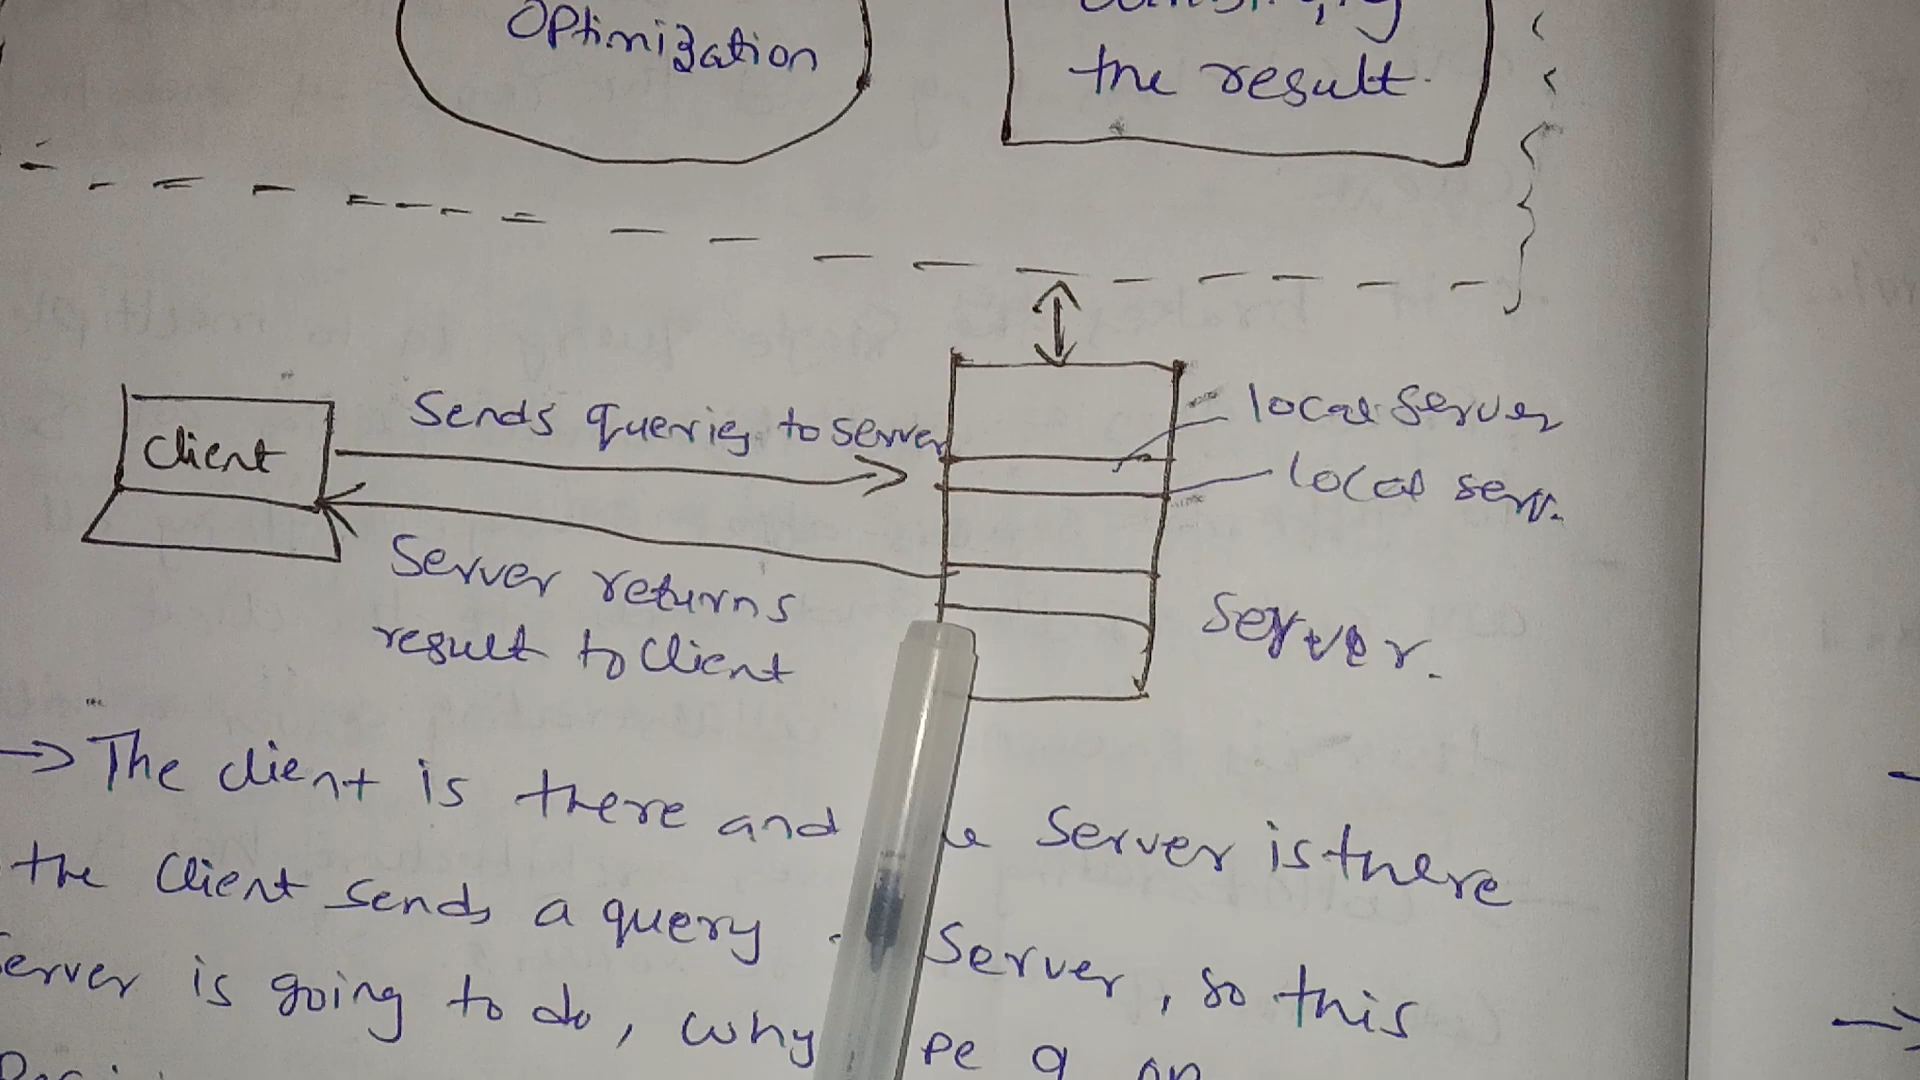 Optimization
the result.
Sends queries to server
local server
Client
local serv.
Server returns
result to Client
Server.
→ The client is there and Server is there
the Client sends a query Server, so this
erver is going to do, why pe q on